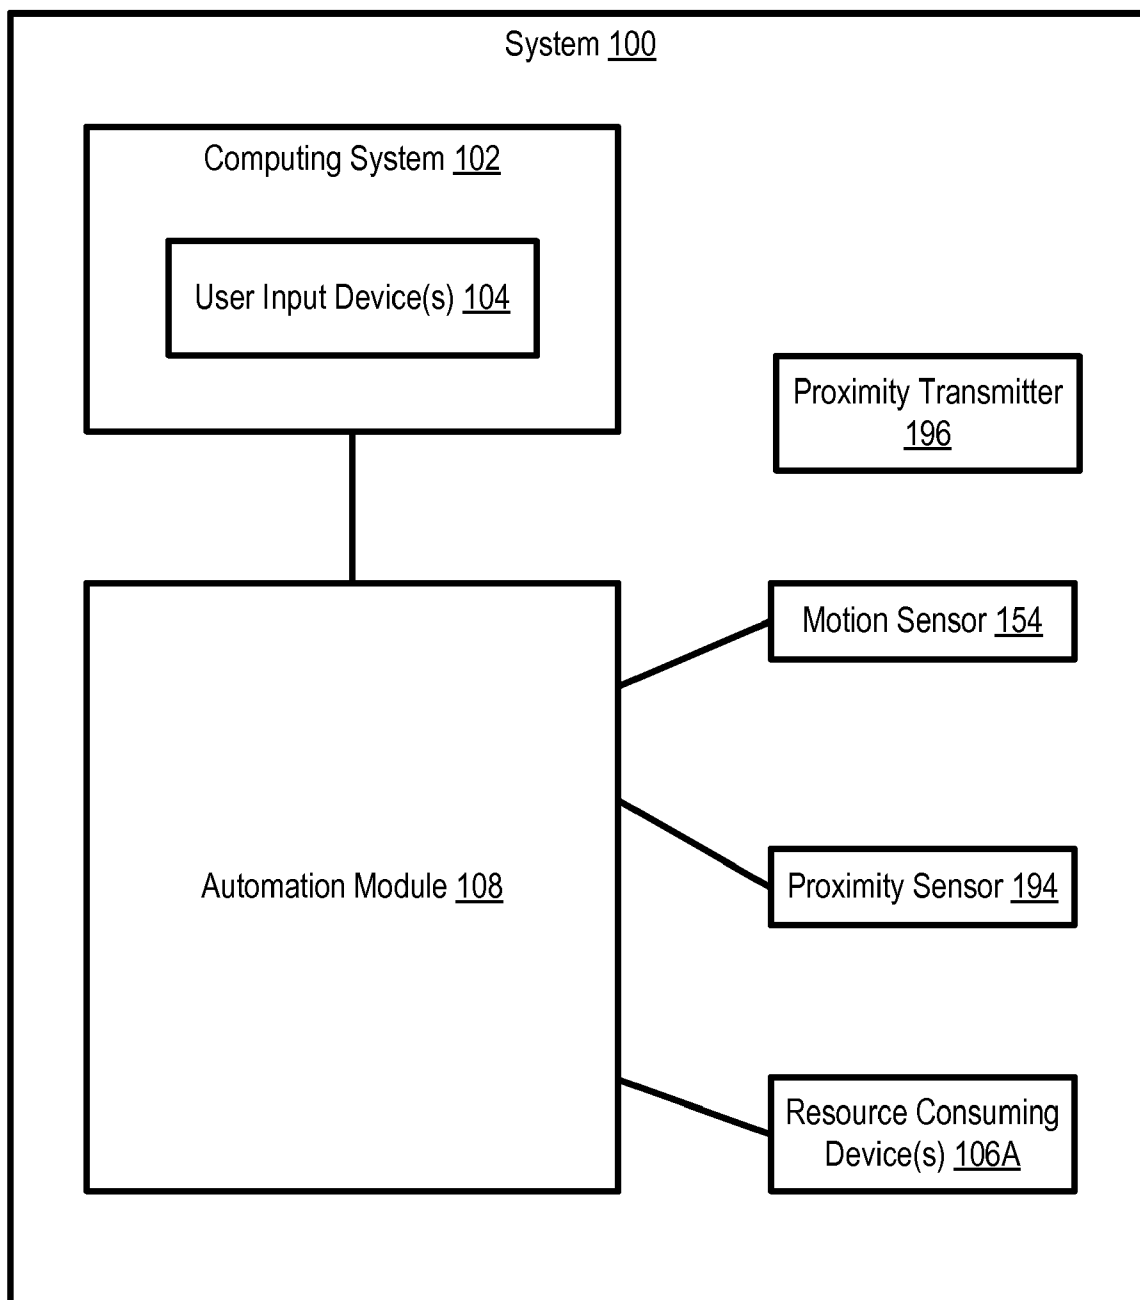 System 100
Computing System 102
User Input Device(s) 104
Proximity Transmitter
196
Motion Sensor 154
Automation Module 108
Proximity Sensor 194
Resource Consuming
Device(s) 106A